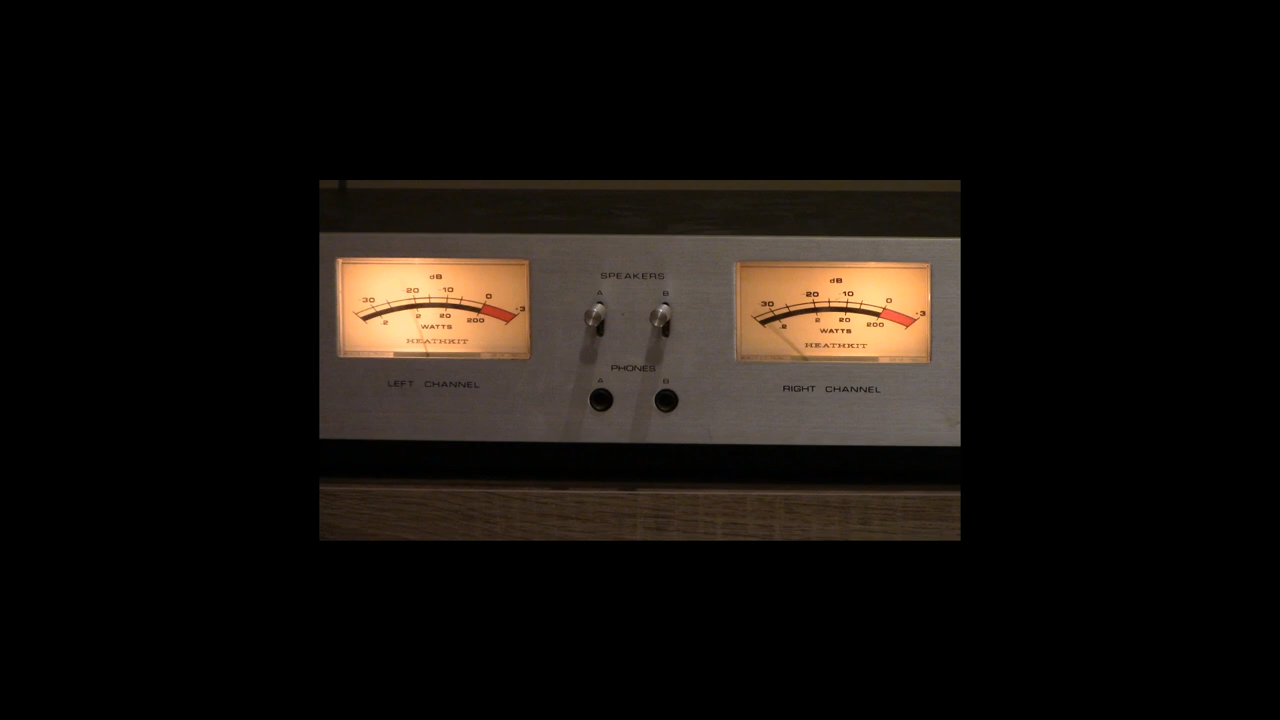 dB
-30 -20 -10 0 +3
.2 2 20 200
WATTS
HEATHKIT
LEFT CHANNEL
SPEAKERS
A B
PHONES
A B
dB
-30 -20 -10 0 +3
.2 2 20 200
WATTS
HEATHKIT
RIGHT CHANNEL